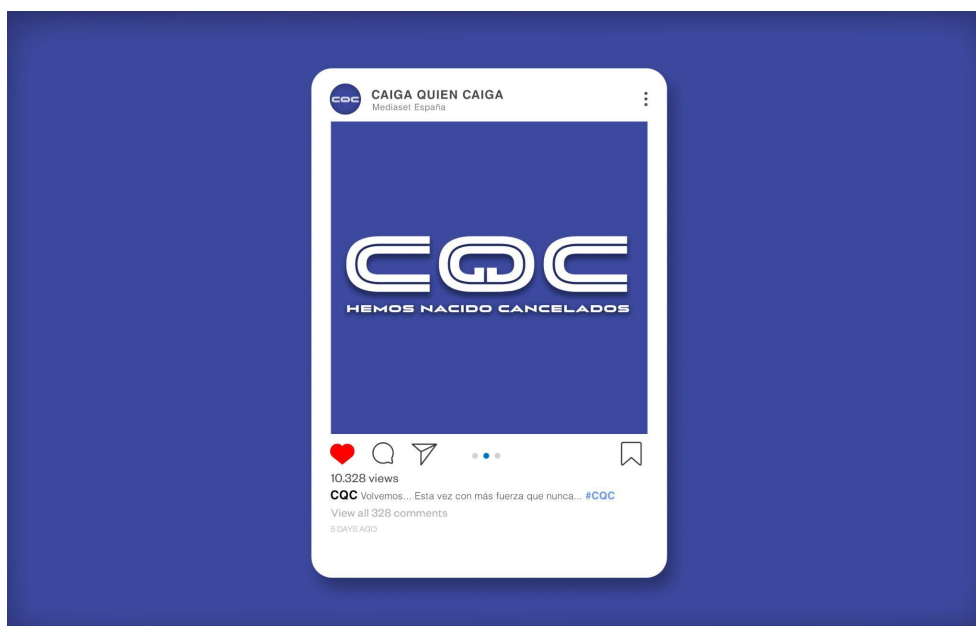 CQC
CAIGA QUIEN CAIGA
Mediaset España
CQC
HEMOS NACIDO CANCELADOS
10.328 views
CQC Volvemos... Esta vez con más fuerza que nunca... #CQC
View all 328 comments
5 DAYS AGO